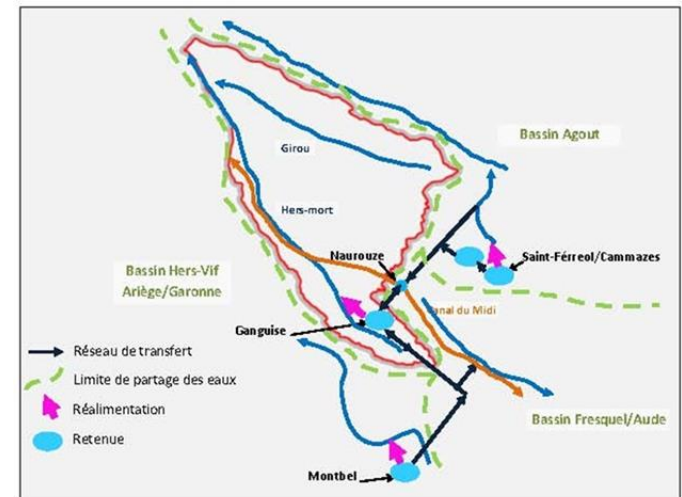 Bassin Agout
Girou
Hers-mort
Naurouze
Saint-Férreol/Cammazes
Bassin Hers-Vif
Ariège/Garonne
Canal du Midi
Ganguise
Réseau de transfert
Limite de partage des eaux
Réalimentation
Retenue
Bassin Fresquel/Aude
Montbel